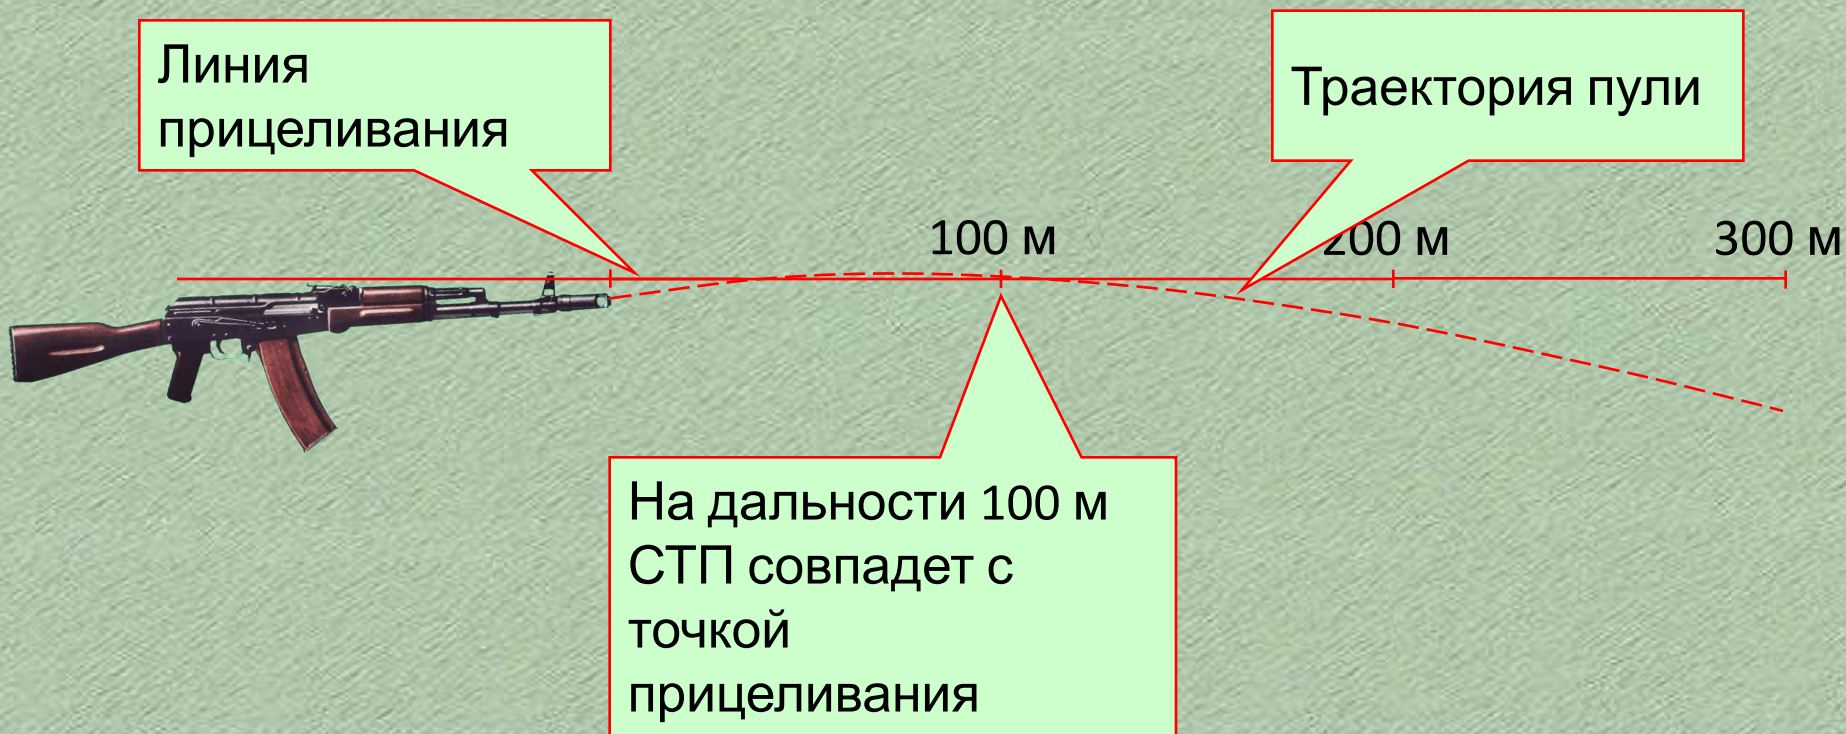 Линия
прицеливания
Траектория пули
100 м
200 м
300 м
На дальности 100 м
СТП совпадет с
точкой
прицеливания